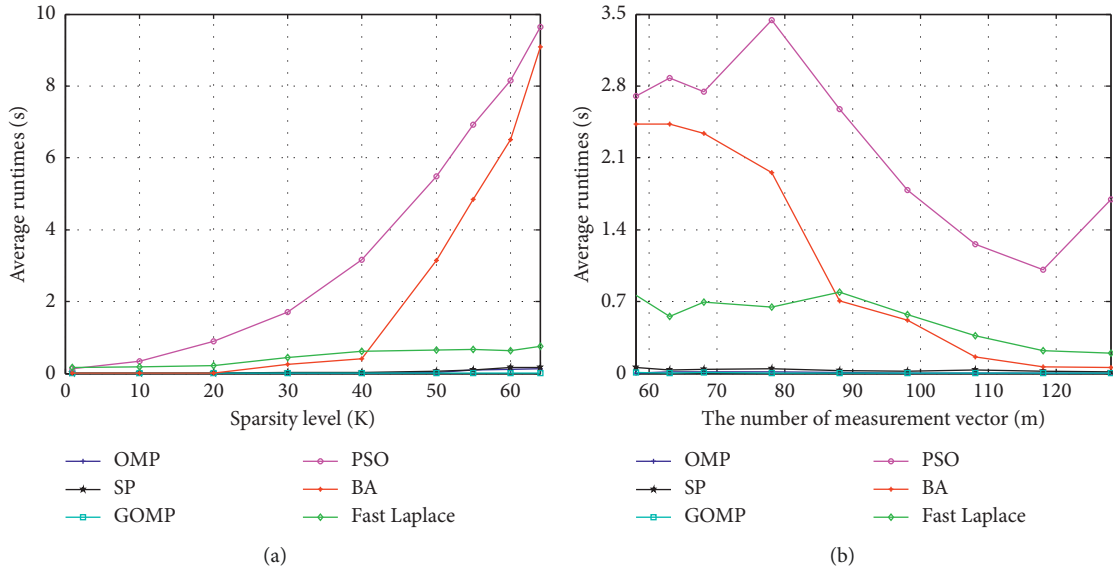 10
8
6
4
2
0
Average runtimes (s)
0 10 20 30 40 50 60
Sparsity level (K)
OMP
SP
GOMP
PSO
BA
Fast Laplace
(a)
3.5
2.8
2.1
1.4
0.7
0
Average runtimes (s)
60 70 80 90 100 110 120
The number of measurement vector (m)
OMP
SP
GOMP
PSO
BA
Fast Laplace
(b)